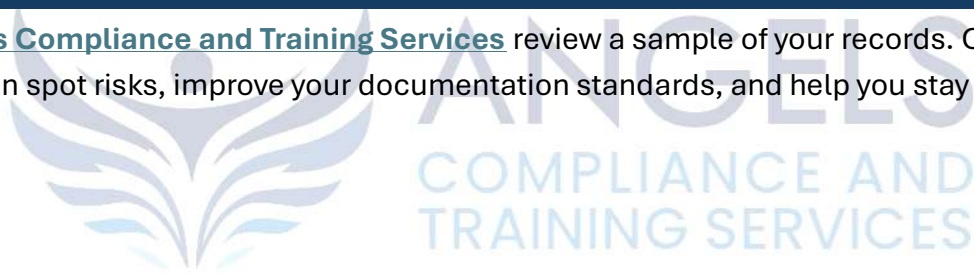 s Compliance and Training Services review a sample of your records. O
n spot risks, improve your documentation standards, and help you stay
ANGELS
COMPLIANCE AND
TRAINING SERVICES